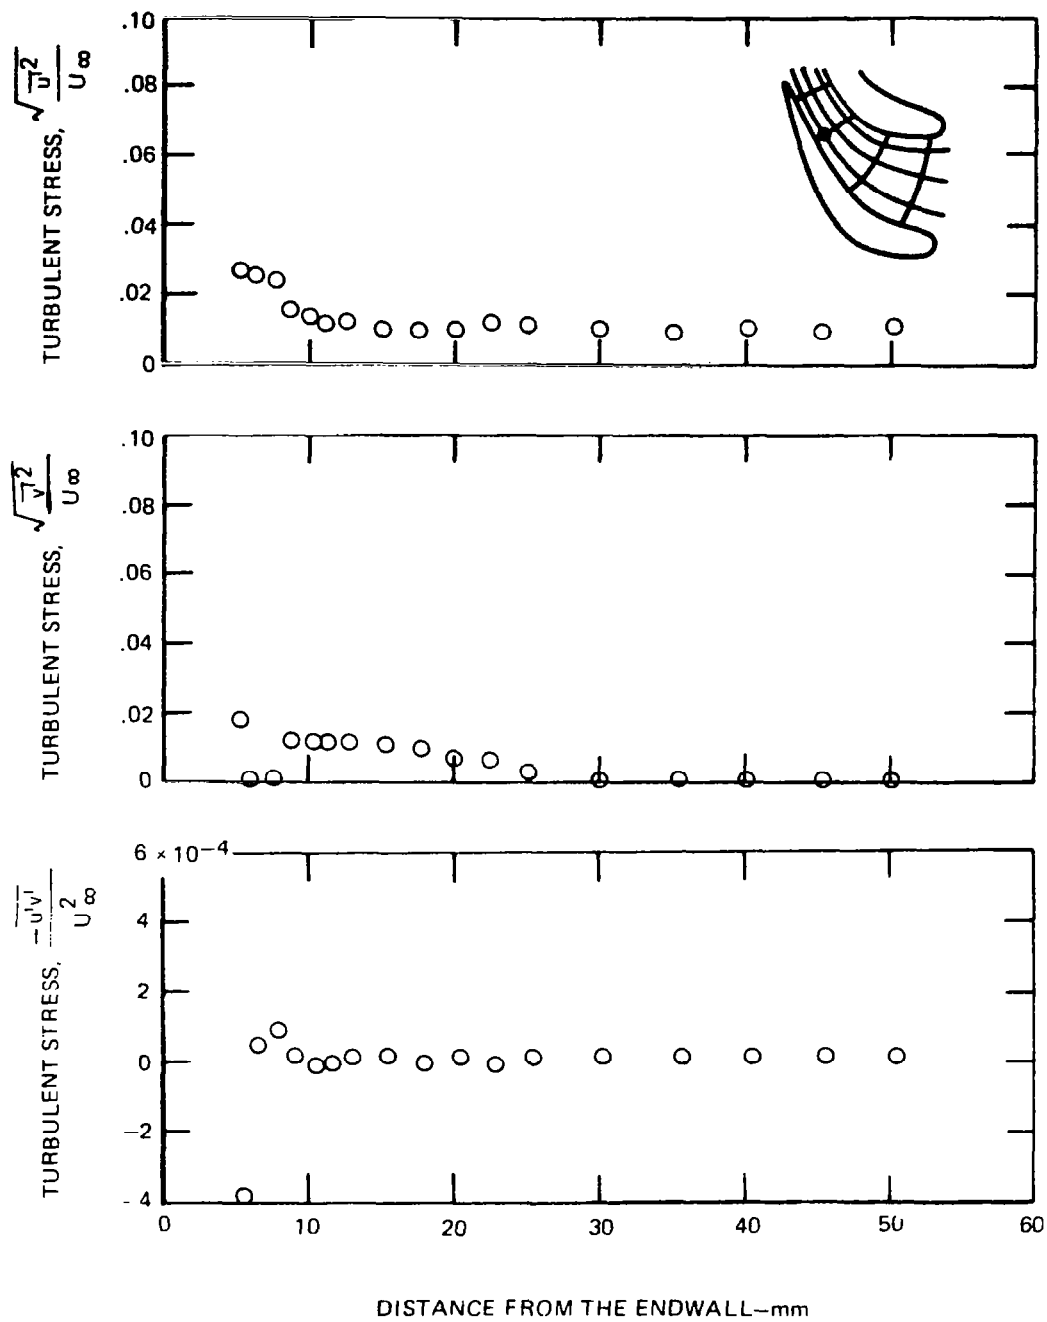 TURBULENT STRESS, √u'² / U∞
.10
.08
.06
.04
.02
0
TURBULENT STRESS, √v'² / U∞
.10
.08
.06
.04
.02
0
TURBULENT STRESS, −u'v' / U²∞
6 × 10−4
4
2
0
−2
-4
0 10 20 30 40 50 60
DISTANCE FROM THE ENDWALL—mm